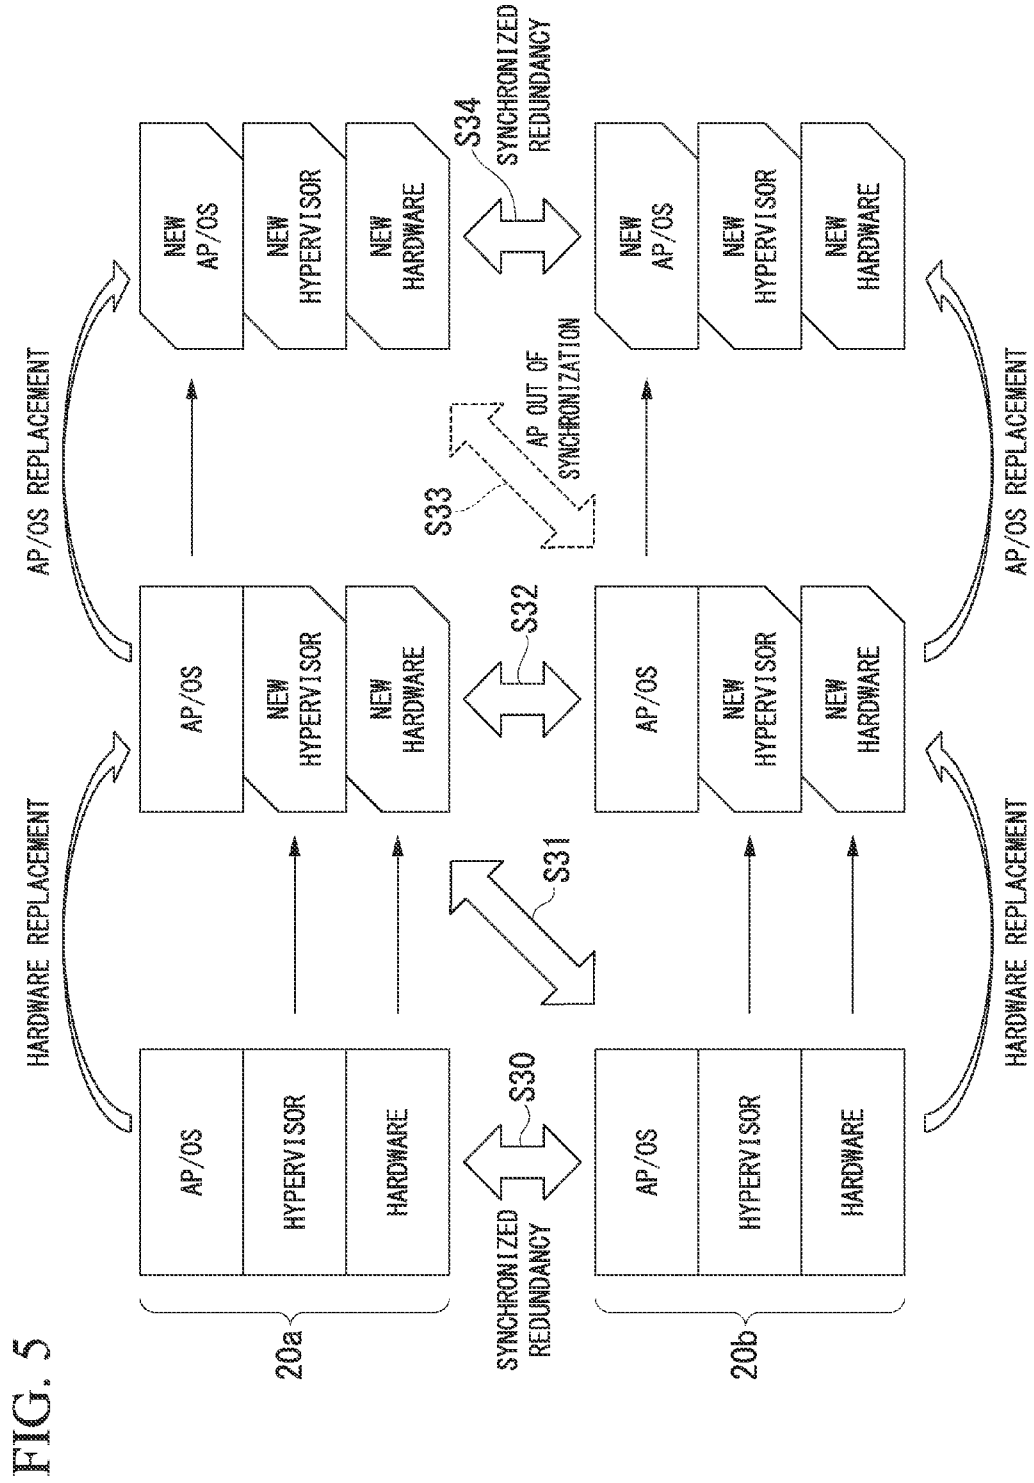 FIG. 5
HARDWARE REPLACEMENT
AP/OS REPLACEMENT
20a
AP/OS
HYPERVISOR
HARDWARE
AP/OS
NEW
HYPERVISOR
NEW
HARDWARE
NEW
AP/OS
NEW
HYPERVISOR
NEW
HARDWARE
SYNCHRONIZED
REDUNDANCY
S30
S31
S32
S33
AP OUT OF
SYNCHRONIZATION
S34
SYNCHRONIZED
REDUNDANCY
20b
AP/OS
HYPERVISOR
HARDWARE
AP/OS
NEW
HYPERVISOR
NEW
HARDWARE
NEW
AP/OS
NEW
HYPERVISOR
NEW
HARDWARE
HARDWARE REPLACEMENT
AP/OS REPLACEMENT